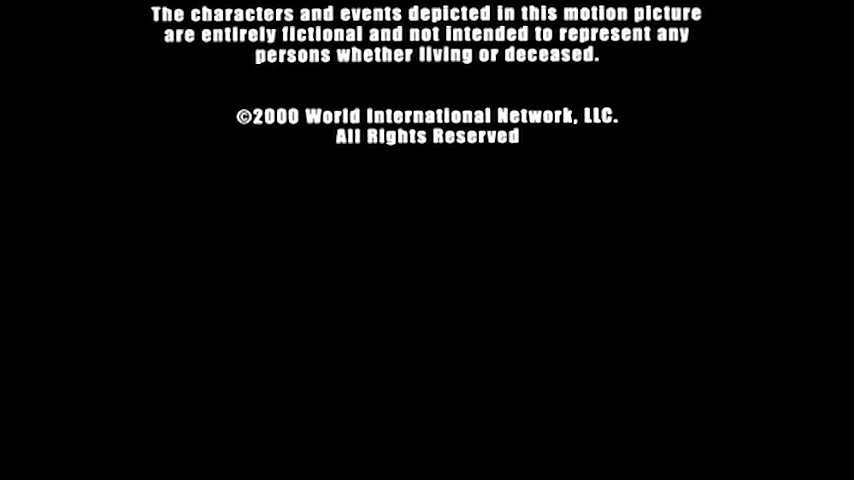 The characters and events depicted in this motion picture
are entirely fictional and not intended to represent any
persons whether living or deceased.
©2000 World International Network, LLC.
All Rights Reserved